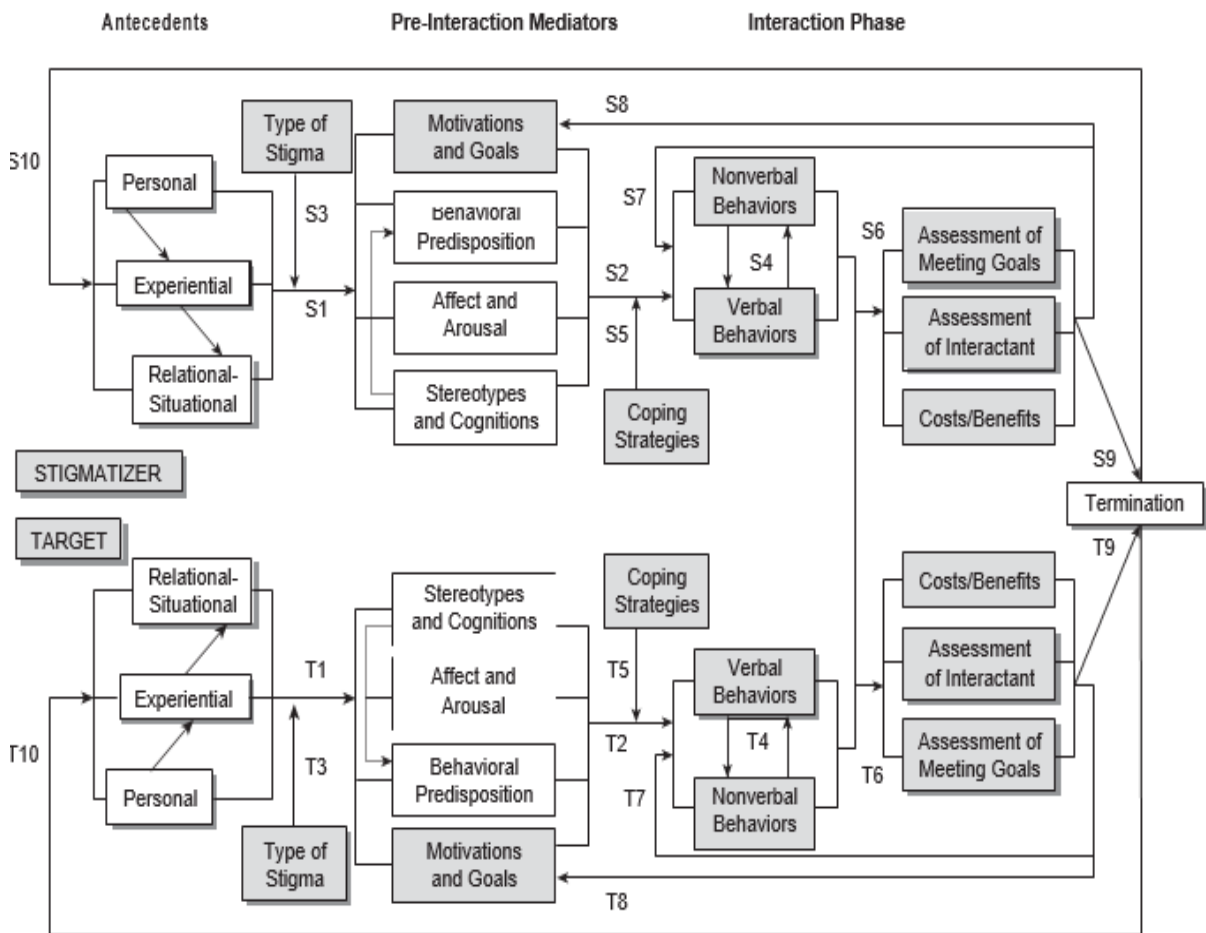 Antecedents
Pre-Interaction Mediators
Interaction Phase
S10
Personal
Experiential
Relational-
Situational
Type of
Stigma
S3
S1
Motivations
and Goals
Behavioral
Predisposition
Affect and
Arousal
Stereotypes
and Cognitions
S8
S7
S2
S5
Coping
Strategies
Nonverbal
Behaviors
S4
Verbal
Behaviors
S6
Assessment of
Meeting Goals
Assessment
of Interactant
Costs/Benefits
S9
STIGMATIZER
Termination
TARGET
T9
Relational-
Situational
Experiential
Personal
T10
T1
T3
Type of
Stigma
Stereotypes
and Cognitions
Affect and
Arousal
Behavioral
Predisposition
Motivations
and Goals
Coping
Strategies
T5
T2
T7
T8
Verbal
Behaviors
T4
Nonverbal
Behaviors
T6
Costs/Benefits
Assessment
of Interactant
Assessment of
Meeting Goals